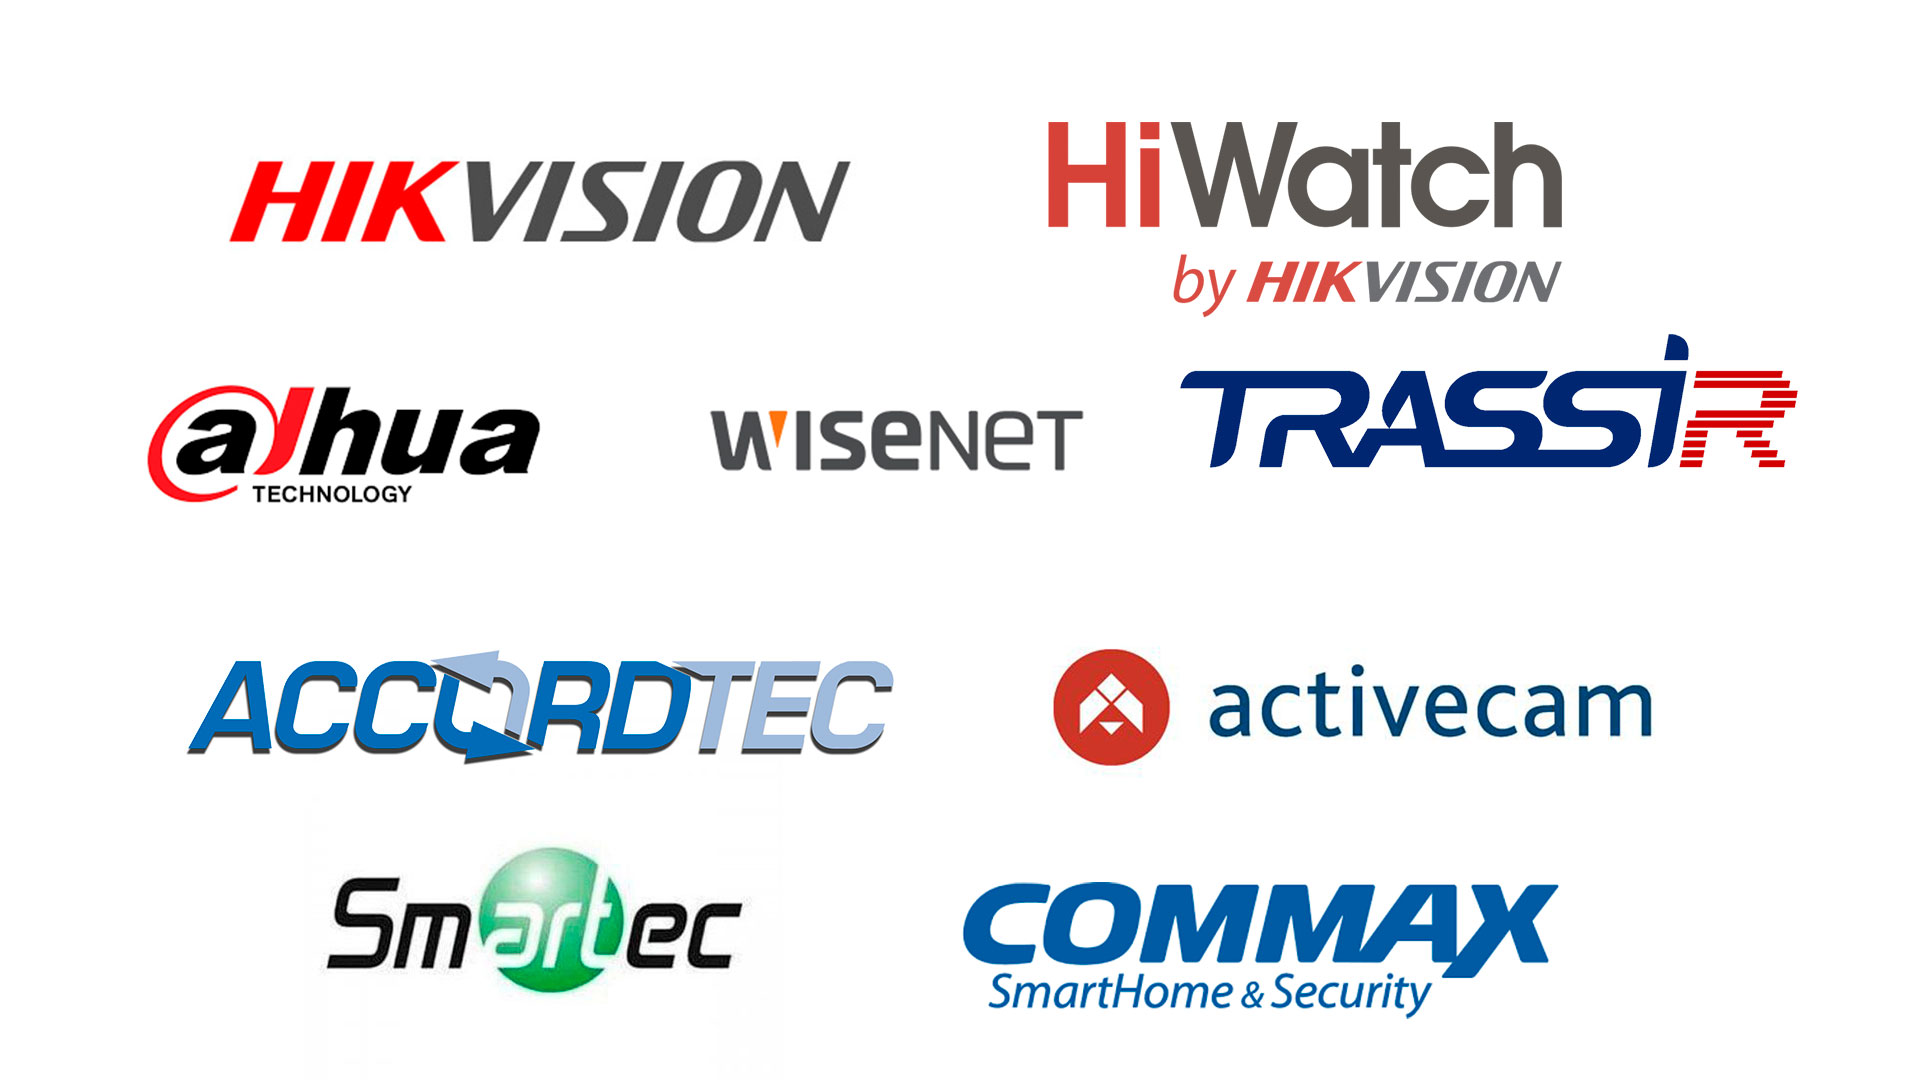 HIKVISION
HiWatch
by HIKVISION
alhua
TECHNOLOGY
WISENET
TRASSIR
ACCORDTEC
activecam
Smartec
COMMAX
SmartHome & Security